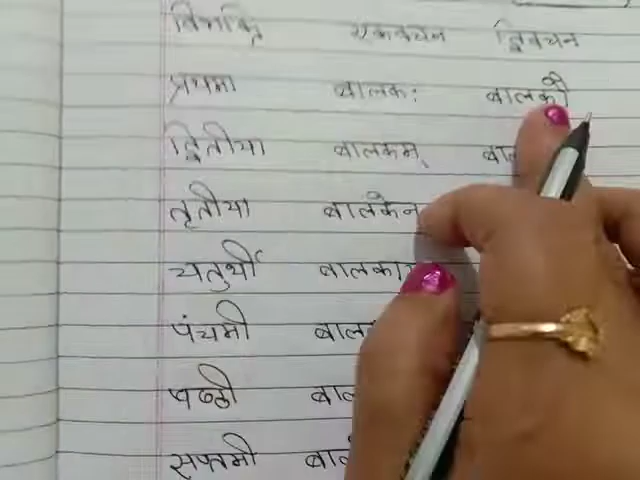 विभक्ति एकवचन द्विवचन
प्रथमा बालकः बालकौ
द्वितीया बालकम्
तृतीया बालकेन
चतुर्थी
पंचमी
षष्ठी
सप्तमी